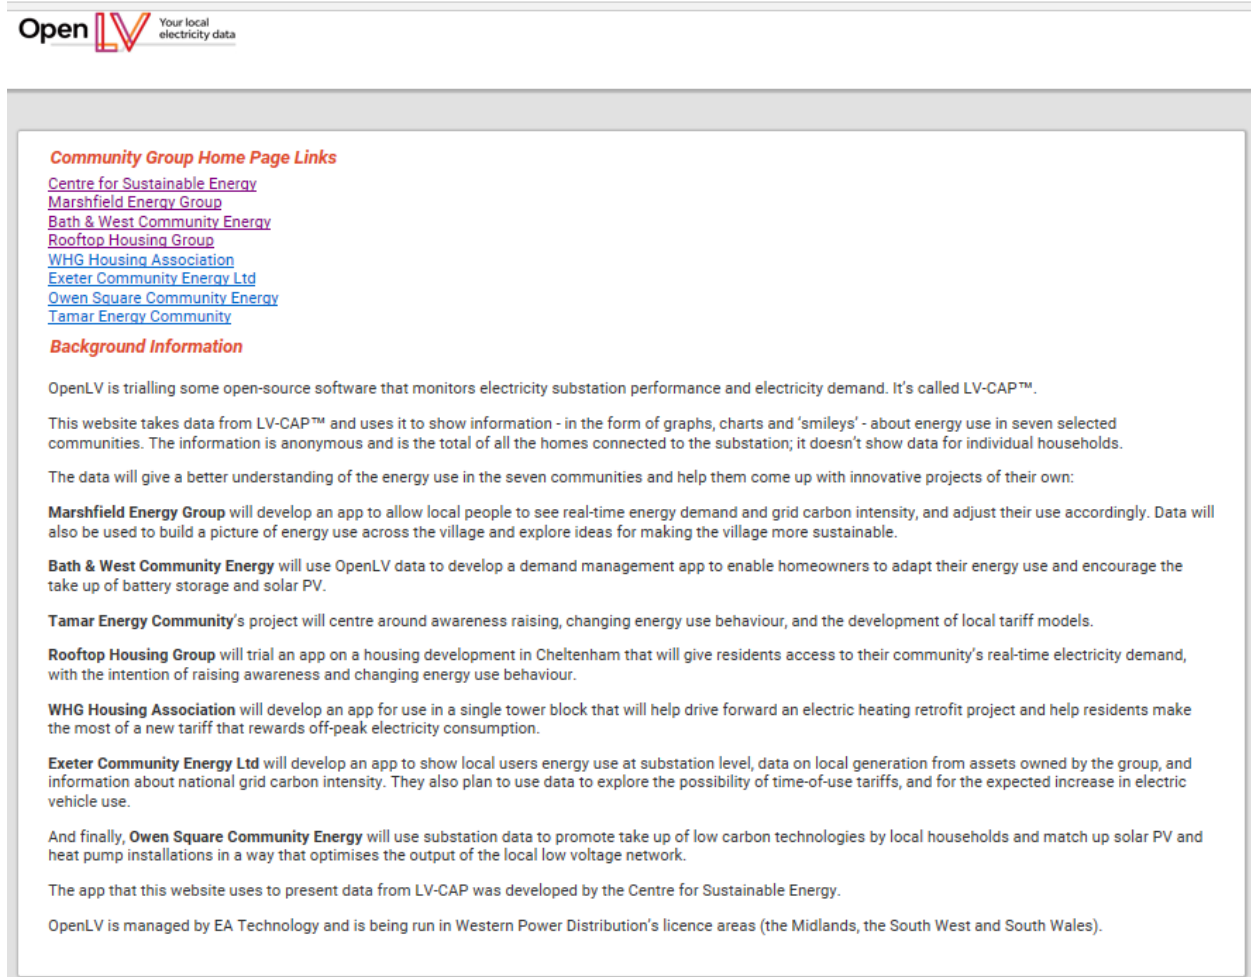 Open LV Your local
electricity data
Community Group Home Page Links
Centre for Sustainable Energy
Marshfield Energy Group
Bath & West Community Energy
Rooftop Housing Group
WHG Housing Association
Exeter Community Energy Ltd
Owen Square Community Energy
Tamar Energy Community
Background Information
OpenLV is trialling some open-source software that monitors electricity substation performance and electricity demand. It's called LV-CAP™.
This website takes data from LV-CAP™ and uses it to show information - in the form of graphs, charts and 'smileys' - about energy use in seven selected
communities. The information is anonymous and is the total of all the homes connected to the substation; it doesn't show data for individual households.
The data will give a better understanding of the energy use in the seven communities and help them come up with innovative projects of their own:
Marshfield Energy Group will develop an app to allow local people to see real-time energy demand and grid carbon intensity, and adjust their use accordingly. Data will
also be used to build a picture of energy use across the village and explore ideas for making the village more sustainable.
Bath & West Community Energy will use OpenLV data to develop a demand management app to enable homeowners to adapt their energy use and encourage the
take up of battery storage and solar PV.
Tamar Energy Community's project will centre around awareness raising, changing energy use behaviour, and the development of local tariff models.
Rooftop Housing Group will trial an app on a housing development in Cheltenham that will give residents access to their community's real-time electricity demand,
with the intention of raising awareness and changing energy use behaviour.
WHG Housing Association will develop an app for use in a single tower block that will help drive forward an electric heating retrofit project and help residents make
the most of a new tariff that rewards off-peak electricity consumption.
Exeter Community Energy Ltd will develop an app to show local users energy use at substation level, data on local generation from assets owned by the group, and
information about national grid carbon intensity. They also plan to use data to explore the possibility of time-of-use tariffs, and for the expected increase in electric
vehicle use.
And finally, Owen Square Community Energy will use substation data to promote take up of low carbon technologies by local households and match up solar PV and
heat pump installations in a way that optimises the output of the local low voltage network.
The app that this website uses to present data from LV-CAP was developed by the Centre for Sustainable Energy.
OpenLV is managed by EA Technology and is being run in Western Power Distribution's licence areas (the Midlands, the South West and South Wales).